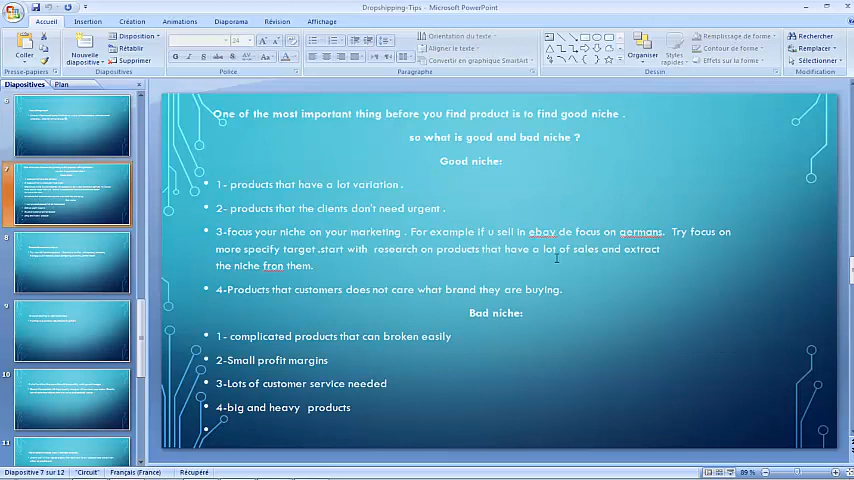 Dropshipping-Tips - Microsoft PowerPoint
Accueil Insertion Création Animations Diaporama Révision Affichage
Coller
Presse-papiers
Nouvelle diapositive
Disposition
Rétablir
Supprimer
Diapositives
24
G I S
Police
Orientation du texte
Aligner le texte
Convertir en graphique SmartArt
Paragraphe
Organiser
Remplissage de forme
Contour de forme
Dessin
Rechercher
Remplacer
Sélectionner
Modification
Diapositives Plan
6
7
8
9
10
11
One of the most important thing before you find product is to find good niche .
so what is good and bad niche ?
Good niche:
1- products that have a lot variation .
2- products that the clients don't need urgent .
3-focus your niche on your marketing . For example if u sell in ebay de focus on germans. Try focus on
more specify target .start with research on products that have a lot of sales and extract
the niche fron them.
4-Products that customers does not care what brand they are buying.
Bad niche:
1- complicated products that can broken easily
2-Small profit margins
3-Lots of customer service needed
4-big and heavy products
Diapositive 7 sur 12 "Circuit" Français (France) Récupéré 89 %